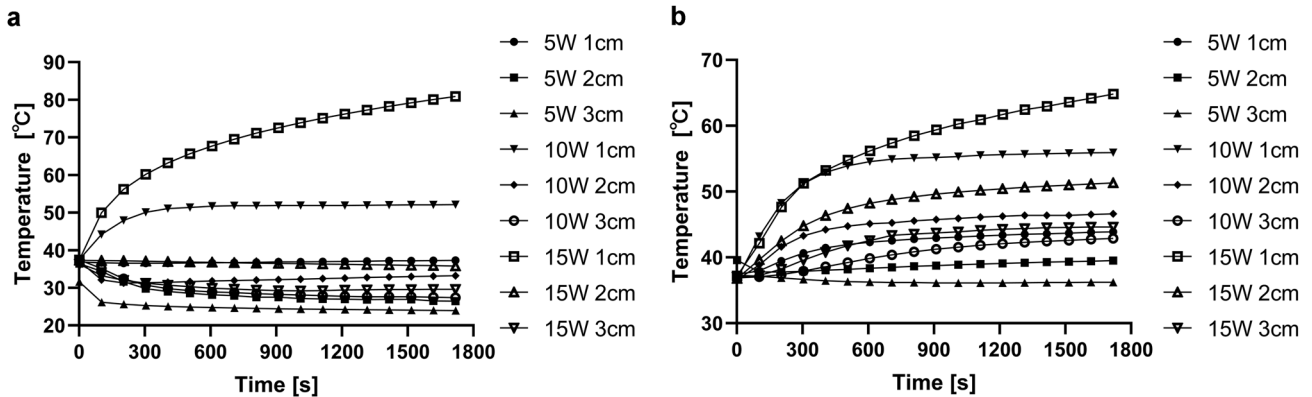 a
90
80
70
60
50
40
30
20
Temperature [℃]
0 300 600 900 1200 1500 1800
Time [s]
5W 1cm
5W 2cm
5W 3cm
10W 1cm
10W 2cm
10W 3cm
15W 1cm
15W 2cm
15W 3cm
b
70
60
50
40
30
Temperature [℃]
0 300 600 900 1200 1500 1800
Time [s]
5W 1cm
5W 2cm
5W 3cm
10W 1cm
10W 2cm
10W 3cm
15W 1cm
15W 2cm
15W 3cm